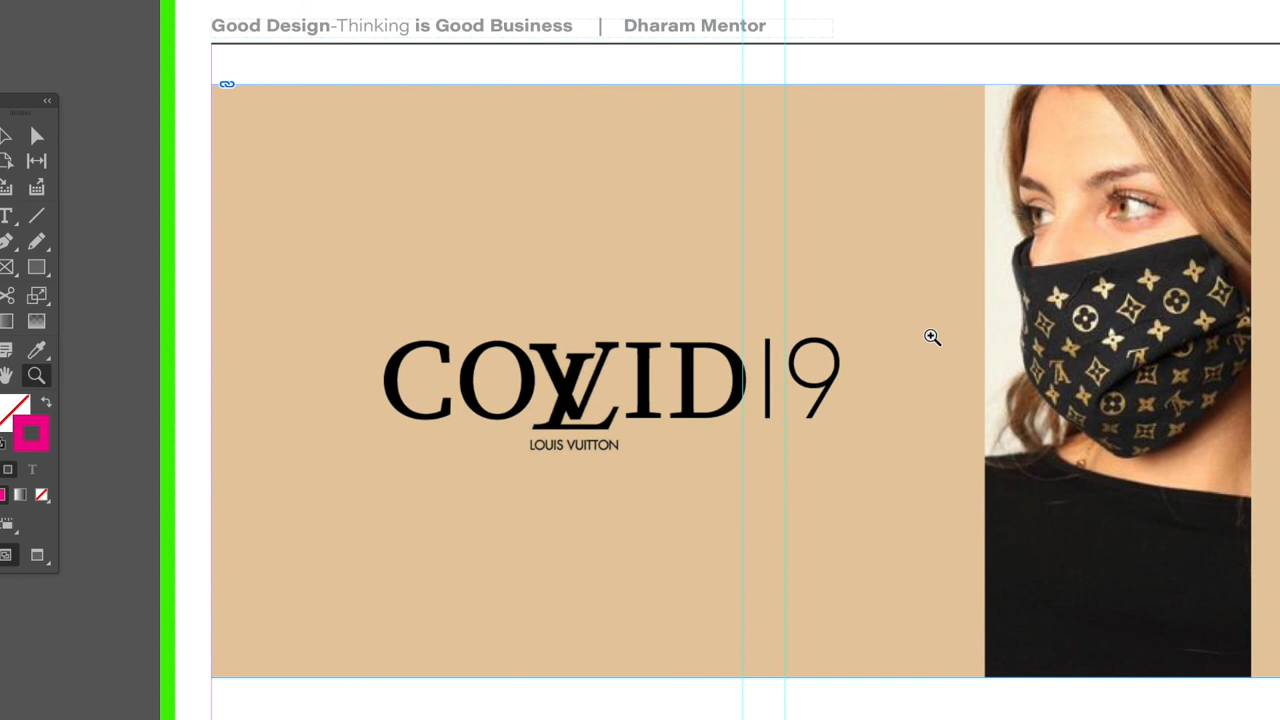 Good Design-Thinking is Good Business | Dharam Mentor
COVID|9
LOUIS VUITTON